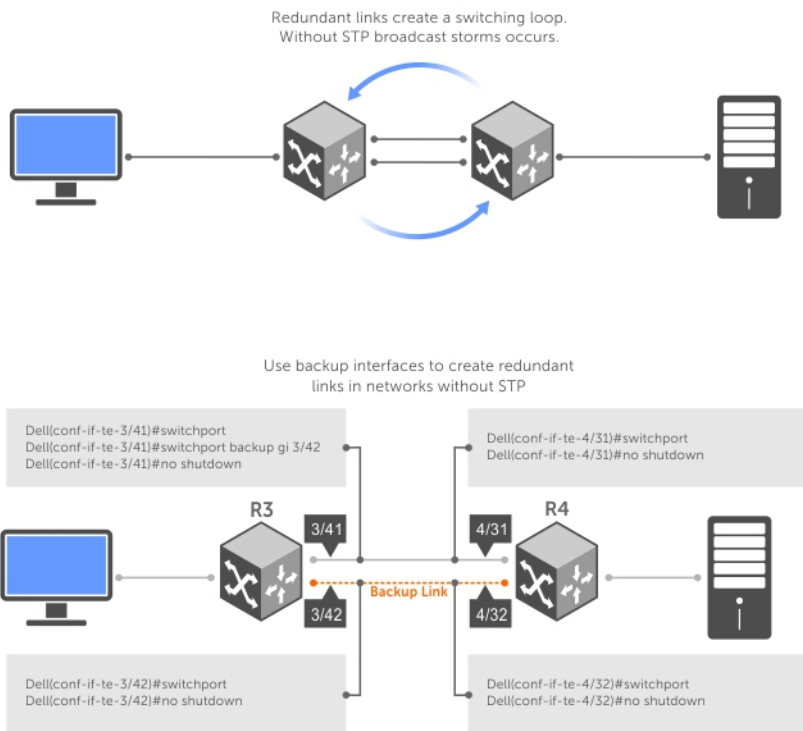 Redundant links create a switching loop.
Without STP broadcast storms occurs.
Use backup interfaces to create redundant
links in networks without STP
Dell(conf-if-te-3/41)#switchport
Dell(conf-if-te-3/41)#switchport backup gi 3/42
Dell(conf-if-te-3/41)#no shutdown
Dell(conf-if-te-4/31)#switchport
Dell(conf-if-te-4/31)#no shutdown
R3
R4
3/41
4/31
Backup Link
3/42
4/32
Dell(conf-if-te-3/42)#switchport
Dell(conf-if-te-3/42)#no shutdown
Dell(conf-if-te-4/32)#switchport
Dell(conf-if-te-4/32)#no shutdown